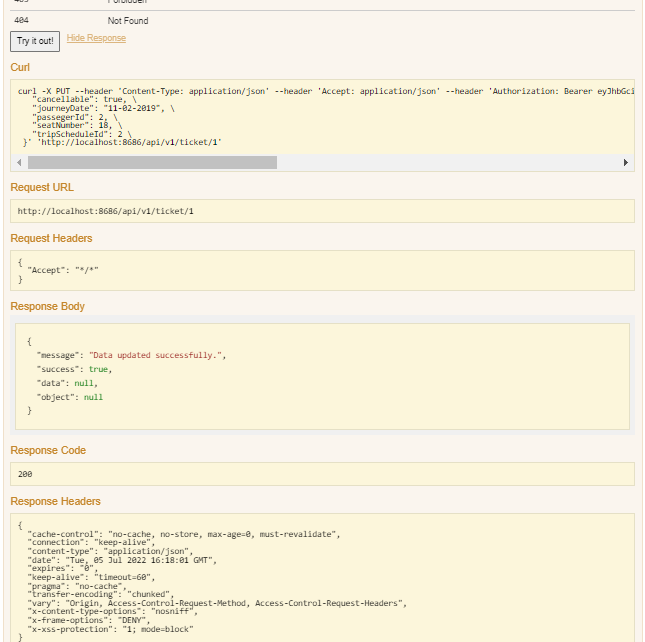 403 Forbidden
404 Not Found
Try it out! Hide Response
Curl
curl -X PUT --header 'Content-Type: application/json' --header 'Accept: application/json' --header 'Authorization: Bearer eyJhbGci
"cancellable": true, \
"journeyDate": "11-02-2019", \
"passegerId": 2, \
"seatNumber": 18, \
"tripScheduleId": 2 \
}' 'http://localhost:8686/api/v1/ticket/1'
Request URL
http://localhost:8686/api/v1/ticket/1
Request Headers
{
"Accept": "*/*"
}
Response Body
{
"message": "Data updated successfully.",
"success": true,
"data": null,
"object": null
}
Response Code
200
Response Headers
{
"cache-control": "no-cache, no-store, max-age=0, must-revalidate",
"connection": "keep-alive",
"content-type": "application/json",
"date": "Tue, 05 Jul 2022 16:18:01 GMT",
"expires": "0",
"keep-alive": "timeout=60",
"pragma": "no-cache",
"transfer-encoding": "chunked",
"vary": "Origin, Access-Control-Request-Method, Access-Control-Request-Headers",
"x-content-type-options": "nosniff",
"x-frame-options": "DENY",
"x-xss-protection": "1; mode=block"
}